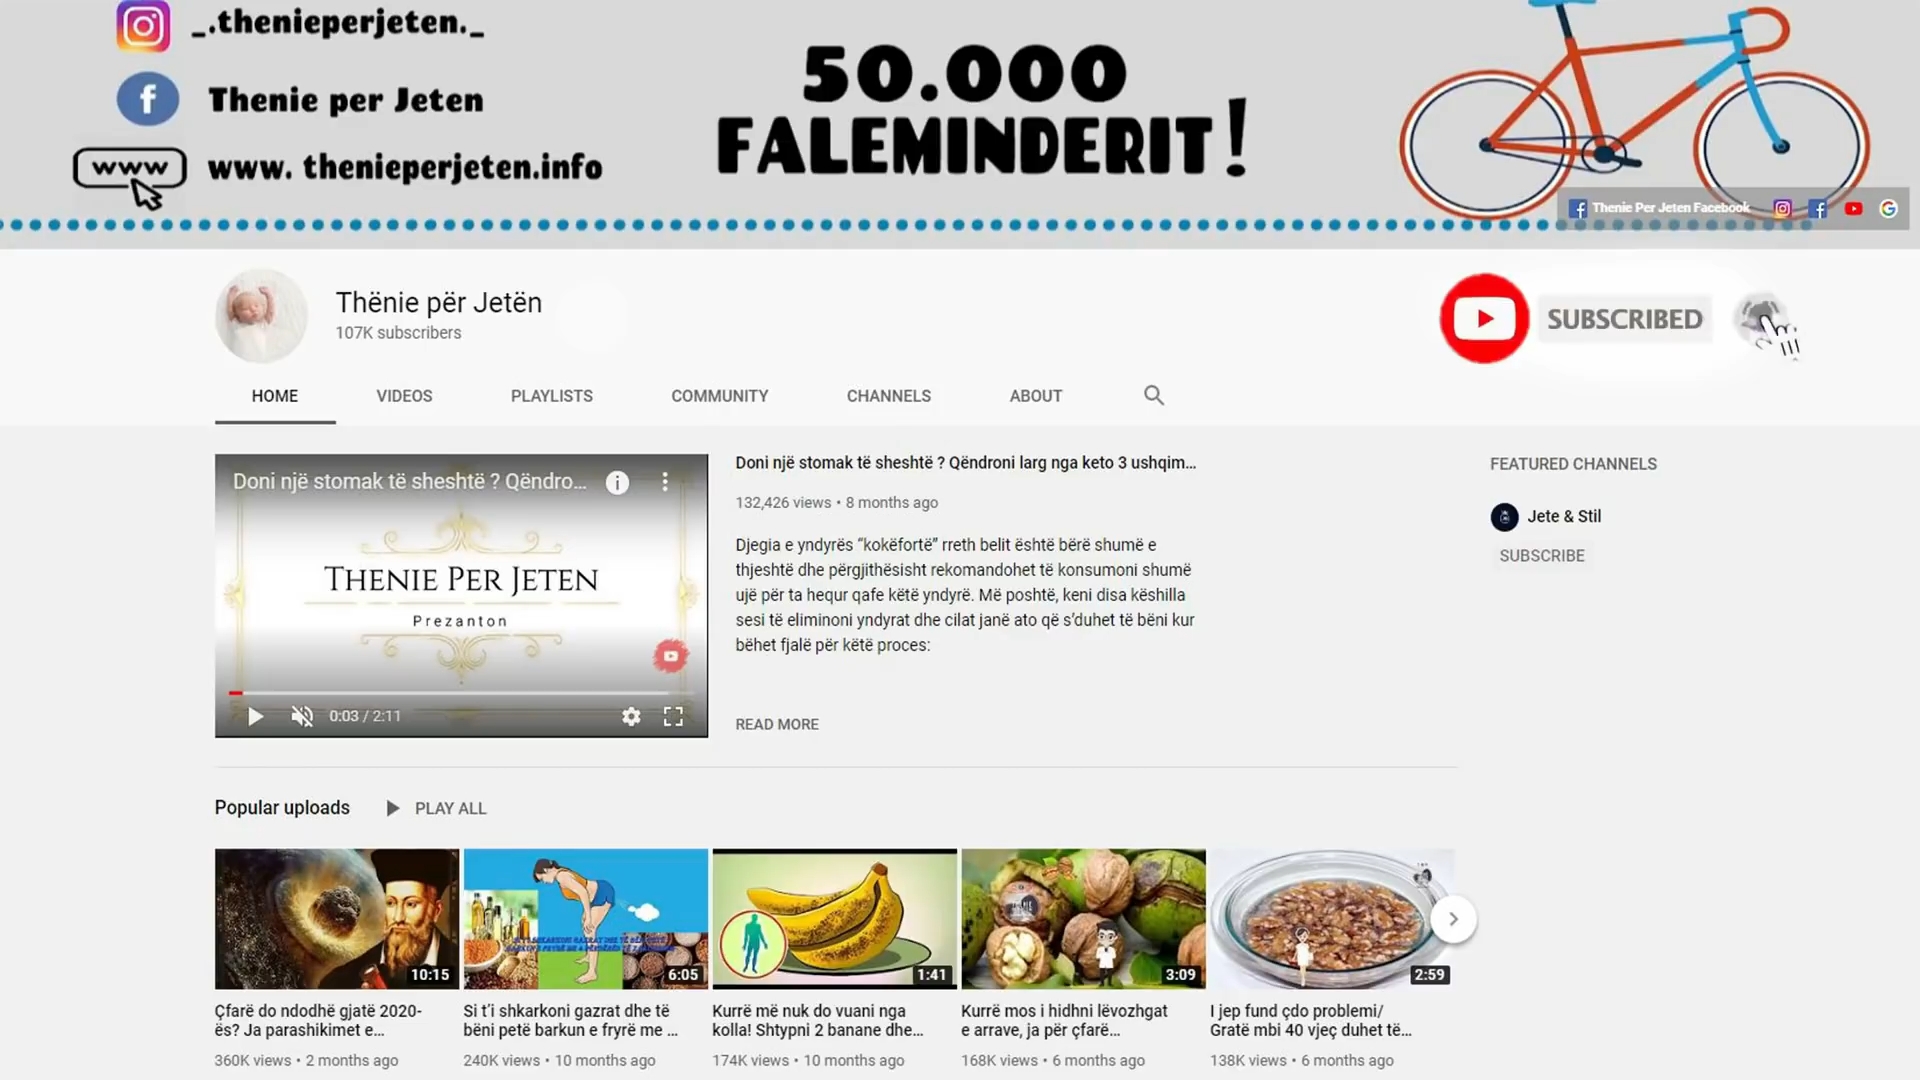 _.thenieperjeten._
Thenie per Jeten
www
www. thenieperjeten.info
50.000
FALEMINDERIT!
Thenie Per Jeten Facebook
Thënie për Jetën
107K subscribers
SUBSCRIBED
HOME
VIDEOS
PLAYLISTS
COMMUNITY
CHANNELS
ABOUT
Doni një stomak të sheshtë ? Qëndro...
THENIE PER JETEN
Prezanton
0:03 / 2:11
Doni një stomak të sheshtë ? Qëndroni larg nga keto 3 ushqim...
132,426 views • 8 months ago
Djegia e yndyrës “kokëfortë” rreth belit është bërë shumë e
thjeshtë dhe përgjithësisht rekomandohet të konsumoni shumë
ujë për ta hequr qafe këtë yndyrë. Më poshtë, keni disa këshilla
sesi të eliminoni yndyrat dhe cilat janë ato që s’duhet të bëni kur
bëhet fjalë për këtë proces:
READ MORE
FEATURED CHANNELS
Jete & Stil
SUBSCRIBE
Popular uploads
PLAY ALL
10:15
Çfarë do ndodhë gjatë 2020-
ës? Ja parashikimet e...
360K views • 2 months ago
6:05
Si t’i shkarkoni gazrat dhe të
bëni petë barkun e fryrë me ...
240K views • 10 months ago
1:41
Kurrë më nuk do vuani nga
kolla! Shtypni 2 banane dhe...
174K views • 10 months ago
3:09
Kurrë mos i hidhni lëvozhgat
e arrave, ja për çfarë...
168K views • 6 months ago
2:59
I jep fund çdo problemi/
Gratë mbi 40 vjeç duhet të...
138K views • 6 months ago